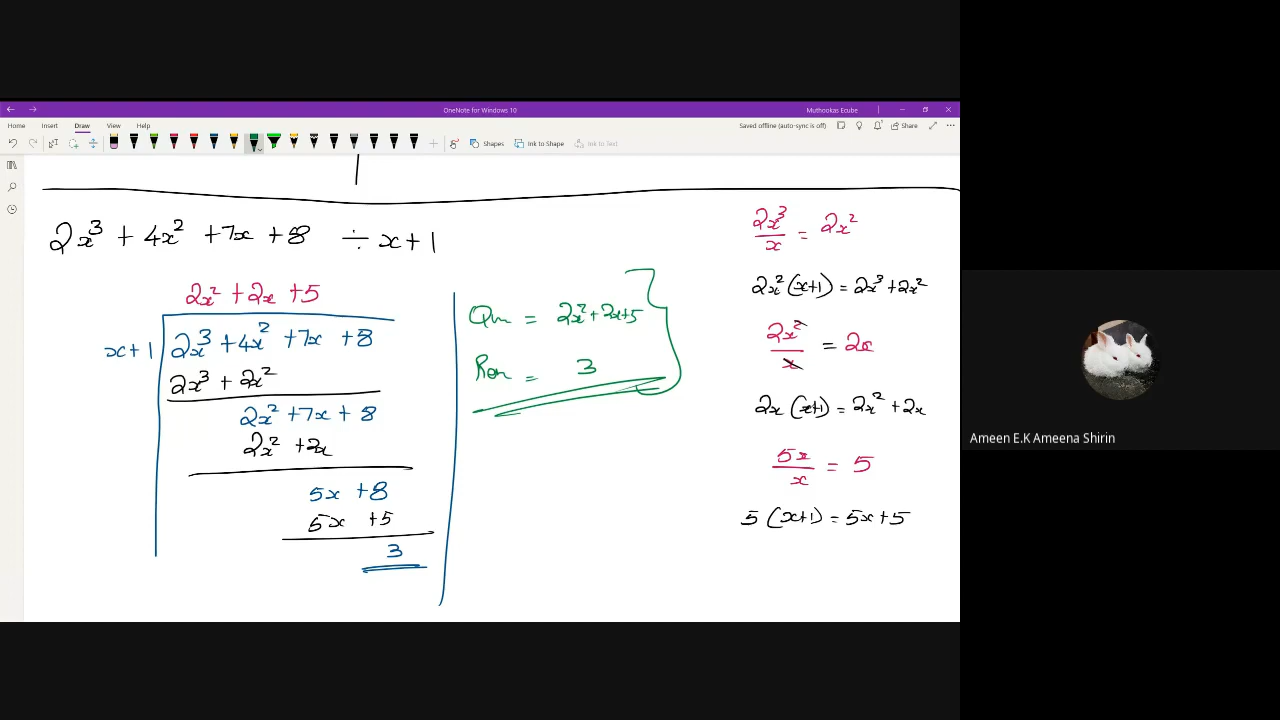 OneNote for Windows 10
Muthookas Ecube
Home Insert Draw View Help
Saved offline (auto-sync is off)
Share
Shapes
Ink to Shape
Ink to Text
2x³ + 4x² + 7x + 8 ÷ x + 1
2x² + 2x + 5
x+1
2x³ + 4x² + 7x + 8
2x³ + 2x²
2x² + 7x + 8
2x² + 2x
5x + 8
5x + 5
3
Qn = 2x² + 2x + 5
Rem = 3
2x³/x = 2x²
2x² (x+1) = 2x³ + 2x²
2x²/x = 2x
2x (x+1) = 2x² + 2x
5x/x = 5
5 (x+1) = 5x + 5
Ameen E.K Ameena Shirin